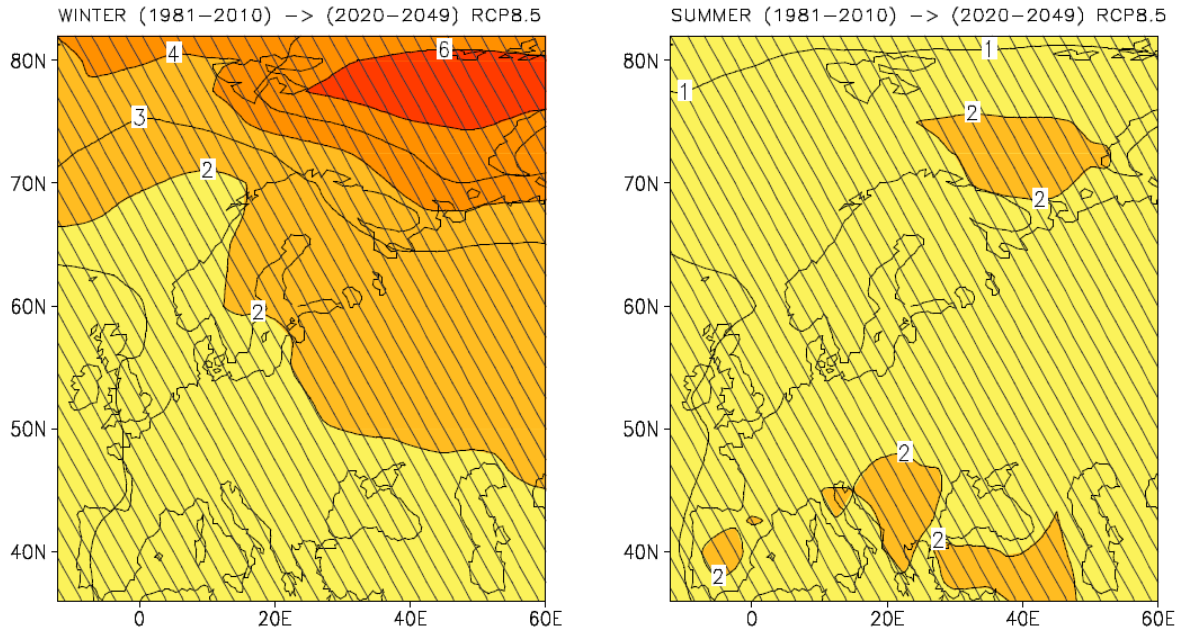 WINTER (1981-2010) -> (2020-2049) RCP8.5
80N
70N
60N
50N
40N
0
20E
40E
60E
4
6
3
2
2
SUMMER (1981-2010) -> (2020-2049) RCP8.5
80N
70N
60N
50N
40N
0
20E
40E
60E
1
1
2
2
2
2
2